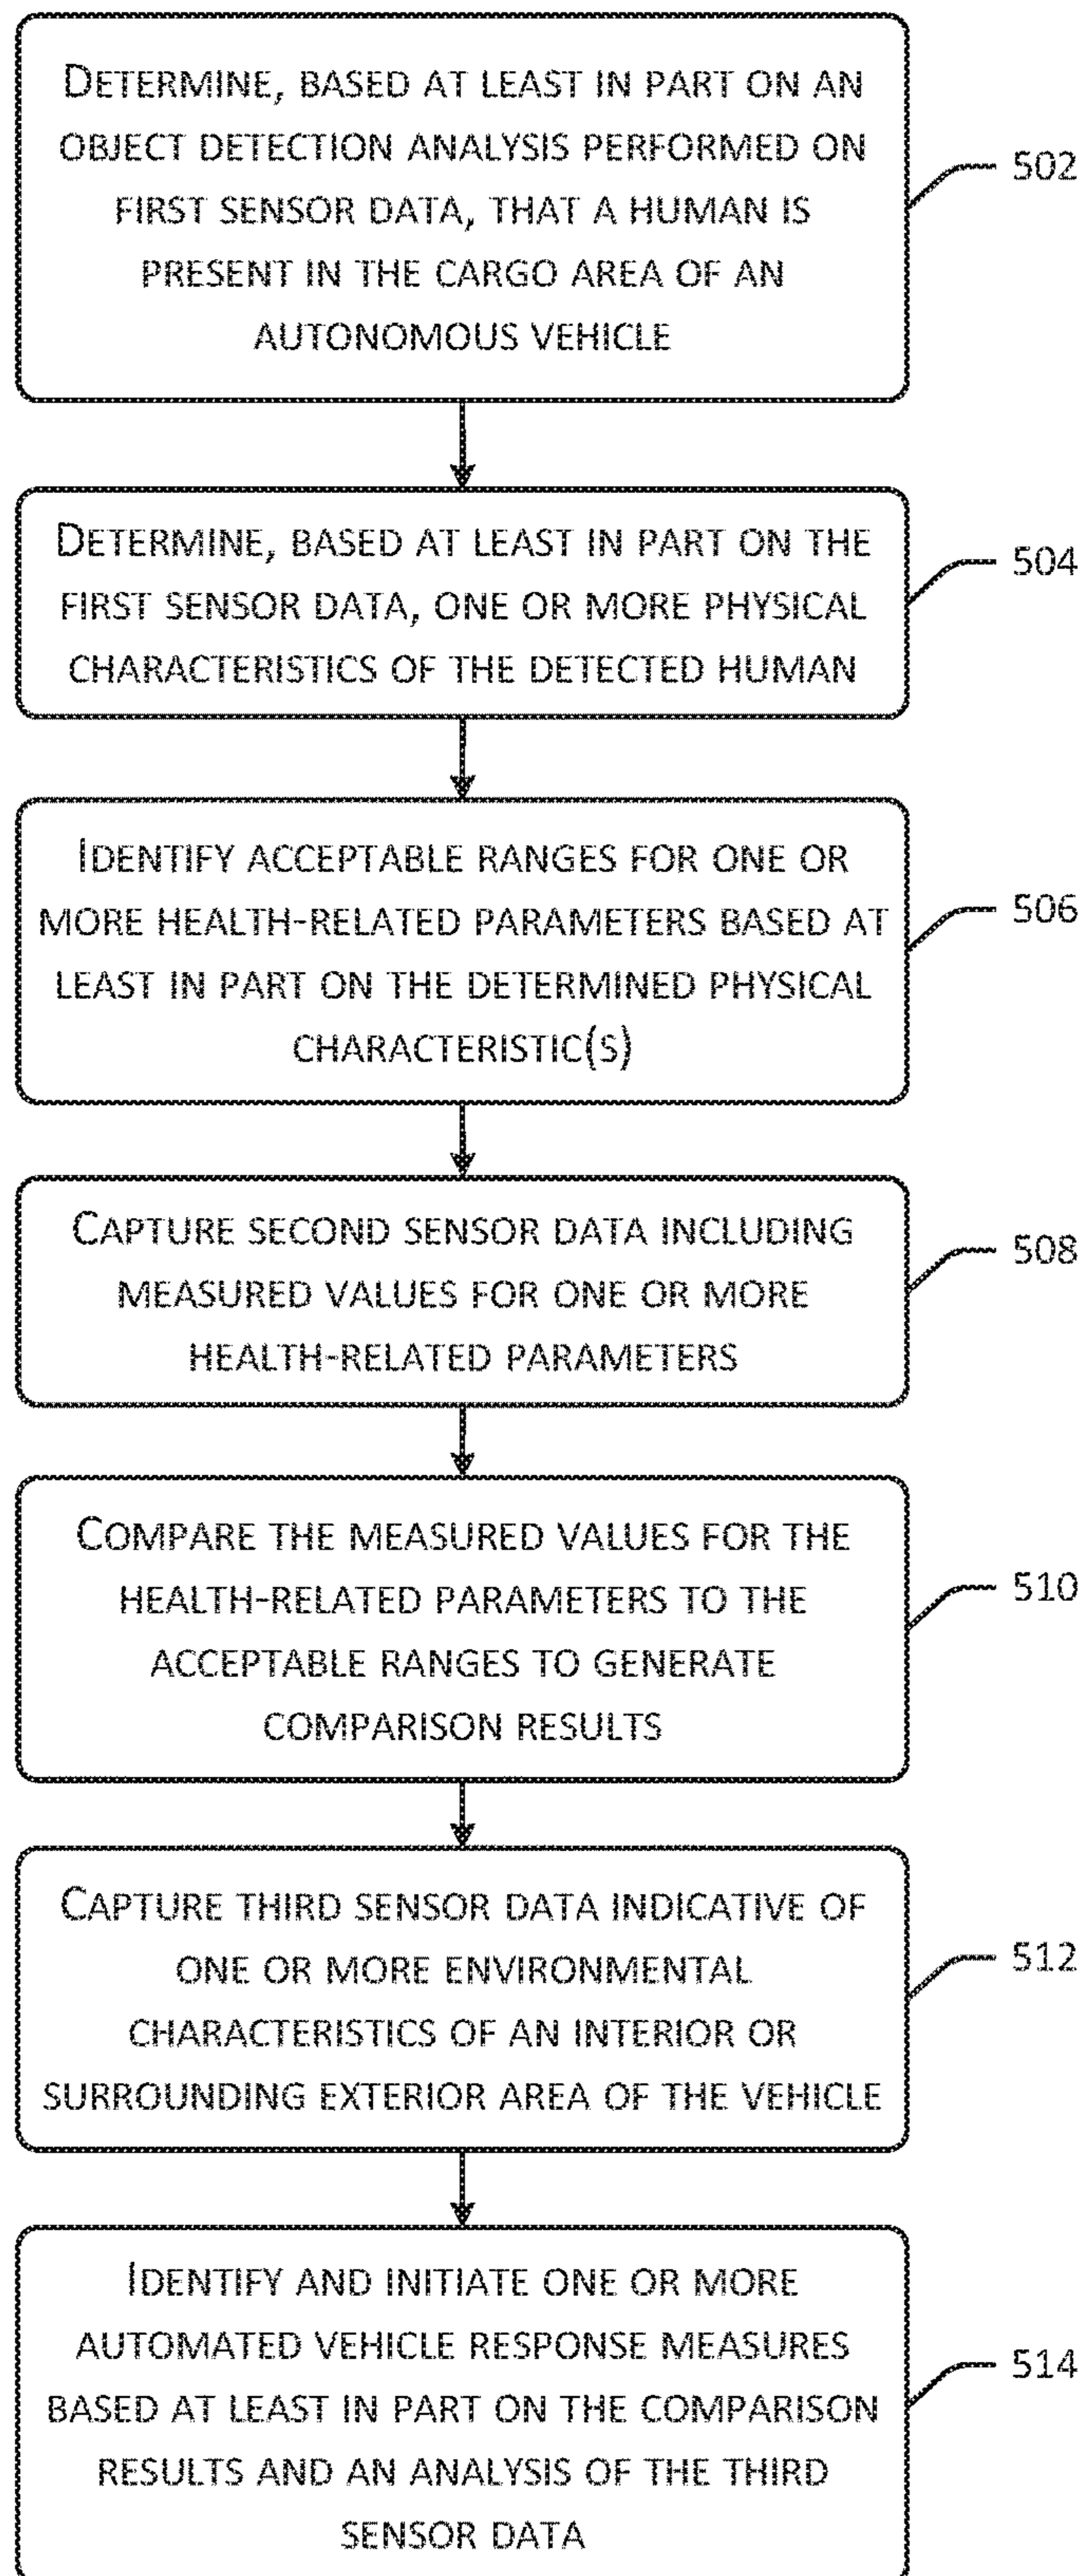 DETERMINE, BASED AT LEAST IN PART ON AN
OBJECT DETECTION ANALYSIS PERFORMED ON
FIRST SENSOR DATA, THAT A HUMAN IS
PRESENT IN THE CARGO AREA OF AN
AUTONOMOUS VEHICLE
502
DETERMINE, BASED AT LEAST IN PART ON THE
FIRST SENSOR DATA, ONE OR MORE PHYSICAL
CHARACTERISTICS OF THE DETECTED HUMAN
504
IDENTIFY ACCEPTABLE RANGES FOR ONE OR
MORE HEALTH-RELATED PARAMETERS BASED AT
LEAST IN PART ON THE DETERMINED PHYSICAL
CHARACTERISTIC(S)
506
CAPTURE SECOND SENSOR DATA INCLUDING
MEASURED VALUES FOR ONE OR MORE
HEALTH-RELATED PARAMETERS
508
COMPARE THE MEASURED VALUES FOR THE
HEALTH-RELATED PARAMETERS TO THE
ACCEPTABLE RANGES TO GENERATE
COMPARISON RESULTS
510
CAPTURE THIRD SENSOR DATA INDICATIVE OF
ONE OR MORE ENVIRONMENTAL
CHARACTERISTICS OF AN INTERIOR OR
SURROUNDING EXTERIOR AREA OF THE VEHICLE
512
IDENTIFY AND INITIATE ONE OR MORE
AUTOMATED VEHICLE RESPONSE MEASURES
BASED AT LEAST IN PART ON THE COMPARISON
RESULTS AND AN ANALYSIS OF THE THIRD
SENSOR DATA
514